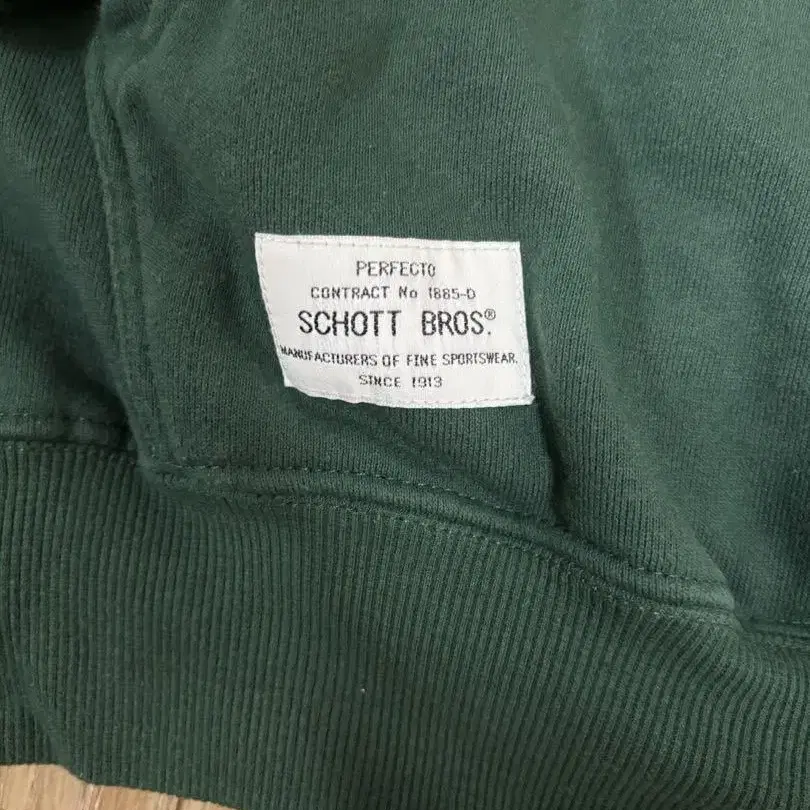 PERFECTO
CONTRACT No 1885-D
SCHOTT BROS.®
MANUFACTURERS OF FINE SPORTSWEAR.
SINCE 1913